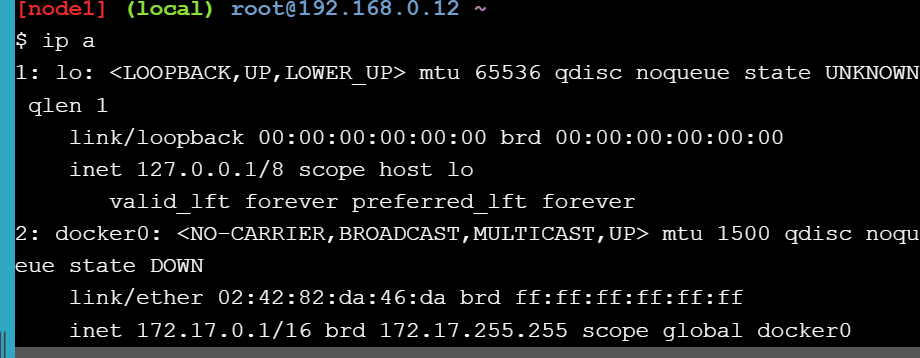 [node1] (local) root@192.168.0.12 ~
$ ip a
1: lo: <LOOPBACK,UP,LOWER_UP> mtu 65536 qdisc noqueue state UNKNOWN
 qlen 1
    link/loopback 00:00:00:00:00:00 brd 00:00:00:00:00:00
    inet 127.0.0.1/8 scope host lo
       valid_lft forever preferred_lft forever
2: docker0: <NO-CARRIER,BROADCAST,MULTICAST,UP> mtu 1500 qdisc noqu
eue state DOWN
    link/ether 02:42:82:da:46:da brd ff:ff:ff:ff:ff:ff
    inet 172.17.0.1/16 brd 172.17.255.255 scope global docker0